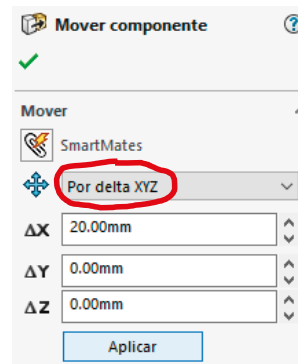 Mover componente
Mover
SmartMates
Por delta XYZ
ΔX 20.00mm
ΔY 0.00mm
ΔZ 0.00mm
Aplicar